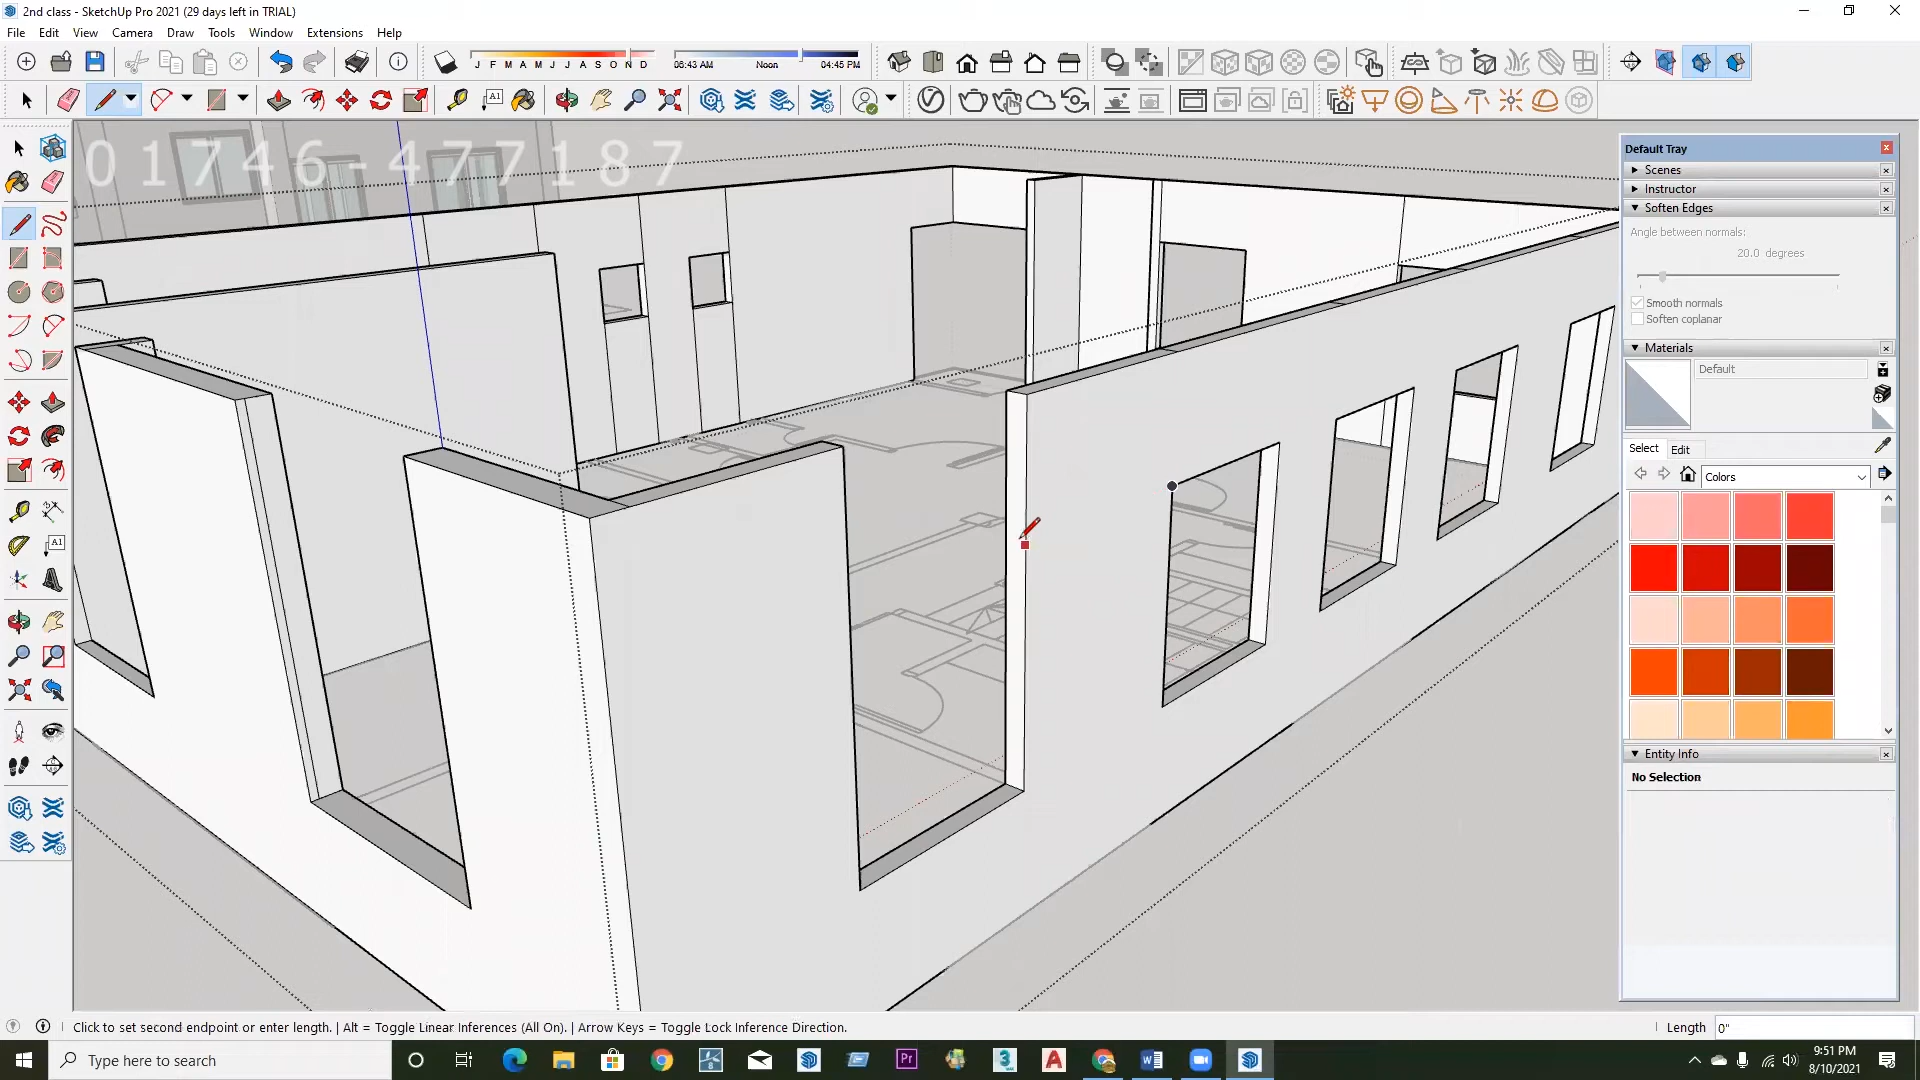 2nd class - SketchUp Pro 2021 (29 days left in TRIAL)
File Edit View Camera Draw Tools Window Extensions Help
J F M A M J J A S O N D
06:43 AM Noon 04:45 PM
A1
01746-477187
Default Tray
Scenes
Instructor
Soften Edges
Angle between normals:
20.0 degrees
Smooth normals
Soften coplanar
Materials
Default
Select Edit
Colors
A1
Entity Info
No Selection
Click to set second endpoint or enter length. | Alt = Toggle Linear Inferences (All On). | Arrow Keys = Toggle Lock Inference Direction.
Length 0"
Type here to search
Pr
3
A
W
9:51 PM
8/10/2021